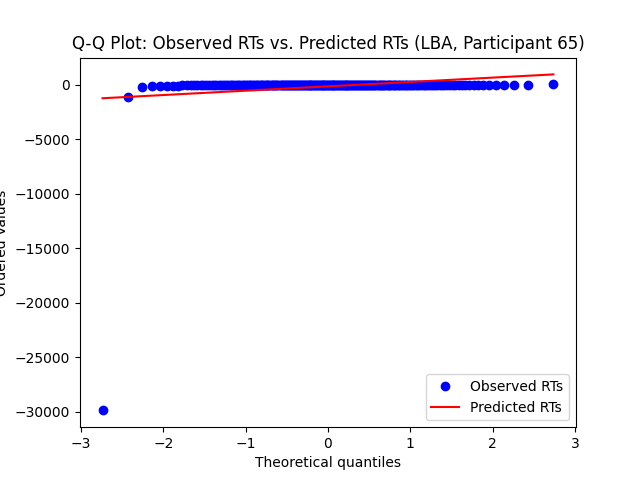 Q-Q Plot: Observed RTs vs. Predicted RTs (LBA, Participant 65)
0
−5000
−10000
−15000
−20000
−25000
−30000
Ordered Values
Observed RTs
Predicted RTs
−3
−2
−1
0
1
2
3
Theoretical quantiles